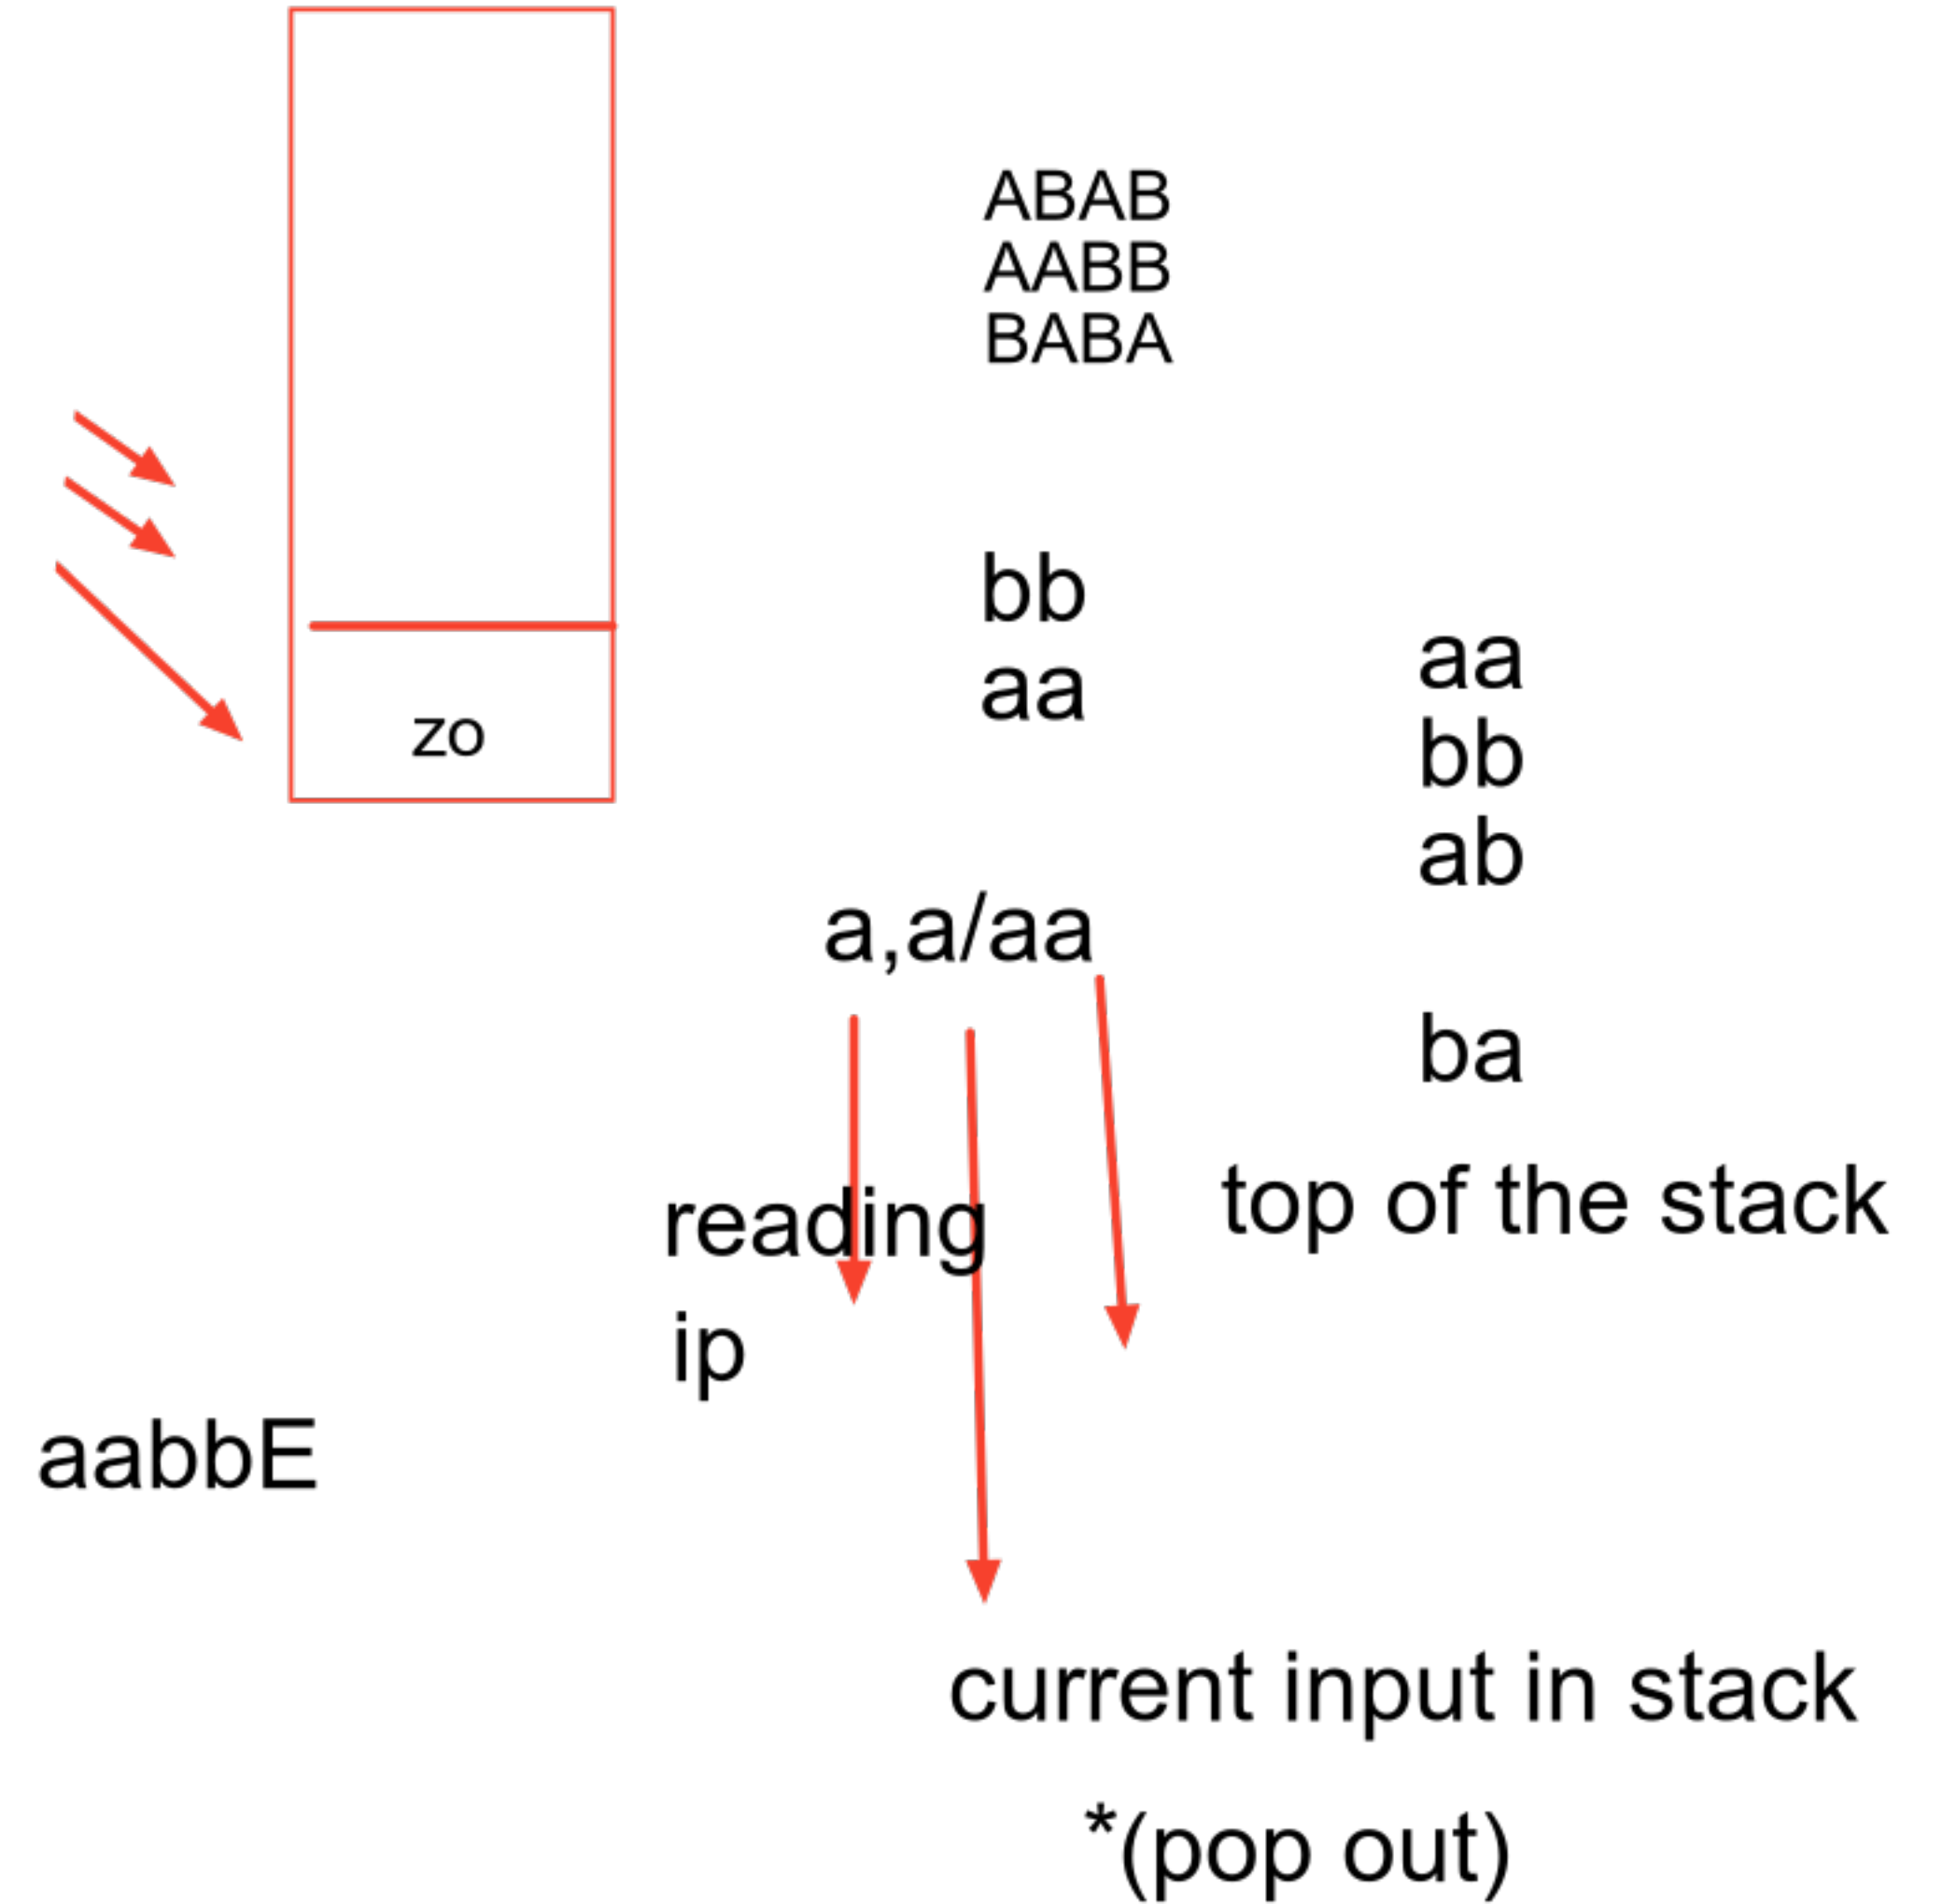 ABAB
AABB
BABA
bb
aa
zo
aa
bb
ab
a,a/aa
ba
top of the stack
reading
ip
aabbE
current input in stack
*(pop out)